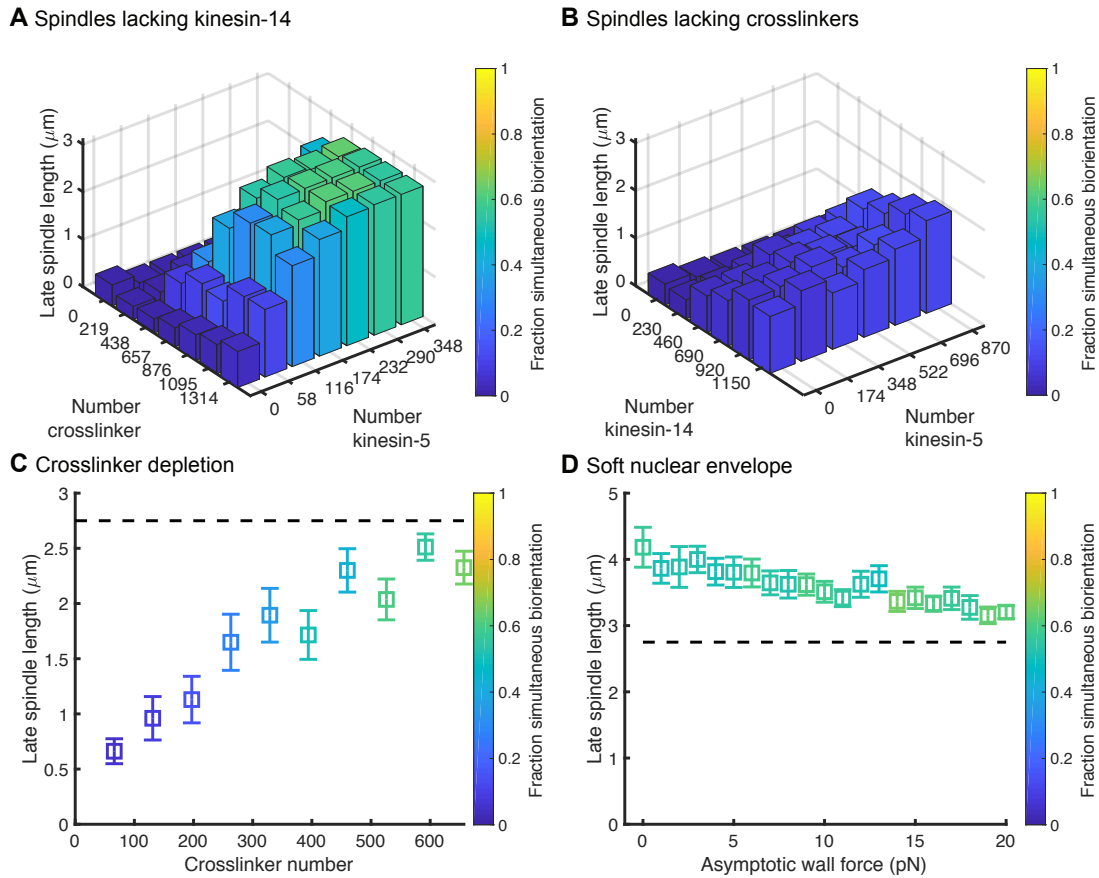 A Spindles lacking kinesin-14
Late spindle length (μm)
3
2
1
0
0
219
438
657
876
1095
1314
Number
crosslinker
0
58
116
174
232
290
348
Number
kinesin-5
1
0.8
0.6
0.4
0.2
0
Fraction simultaneous biorientation
B Spindles lacking crosslinkers
Late spindle length (μm)
3
2
1
0
0
230
460
690
920
1150
Number
kinesin-14
0
174
348
522
696
870
Number
kinesin-5
1
0.8
0.6
0.4
0.2
0
Fraction simultaneous biorientation
C Crosslinker depletion
Late spindle length (μm)
3
2.5
2
1.5
1
0.5
0
0 100 200 300 400 500 600
Crosslinker number
1
0.8
0.6
0.4
0.2
0
Fraction simultaneous biorientation
D Soft nuclear envelope
Late spindle length (μm)
5
4
3
2
1
0
0 5 10 15 20
Asymptotic wall force (pN)
1
0.8
0.6
0.4
0.2
0
Fraction simultaneous biorientation